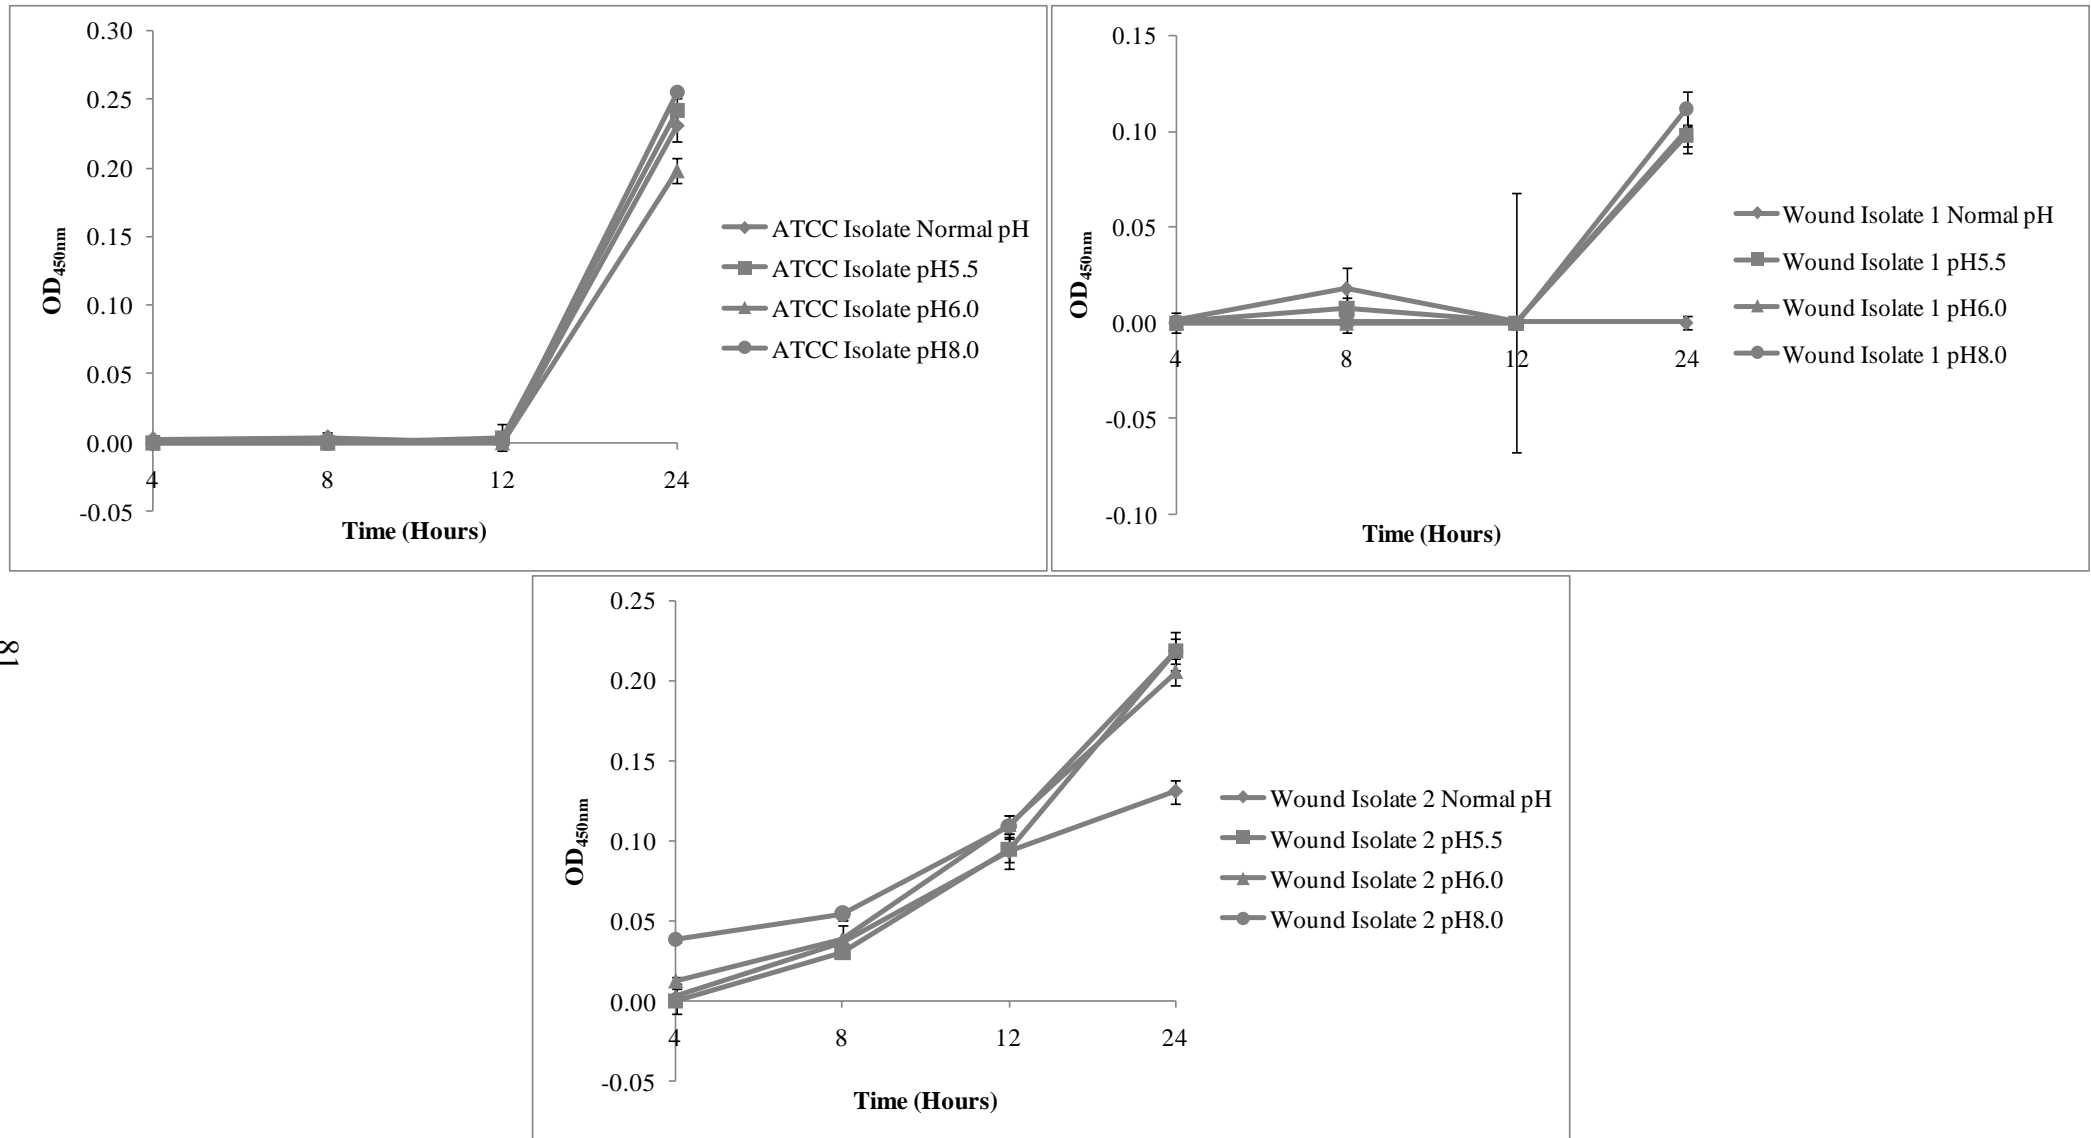 0.30
0.25
0.20
0.15
0.10
0.05
0.00
-0.05
OD450nm
4 8 12 24
Time (Hours)
ATCC Isolate Normal pH
ATCC Isolate pH5.5
ATCC Isolate pH6.0
ATCC Isolate pH8.0
0.15
0.10
0.05
0.00
-0.05
-0.10
OD450nm
4 8 12 24
Time (Hours)
Wound Isolate 1 Normal pH
Wound Isolate 1 pH5.5
Wound Isolate 1 pH6.0
Wound Isolate 1 pH8.0
81
0.25
0.20
0.15
0.10
0.05
0.00
-0.05
OD450nm
4 8 12 24
Time (Hours)
Wound Isolate 2 Normal pH
Wound Isolate 2 pH5.5
Wound Isolate 2 pH6.0
Wound Isolate 2 pH8.0